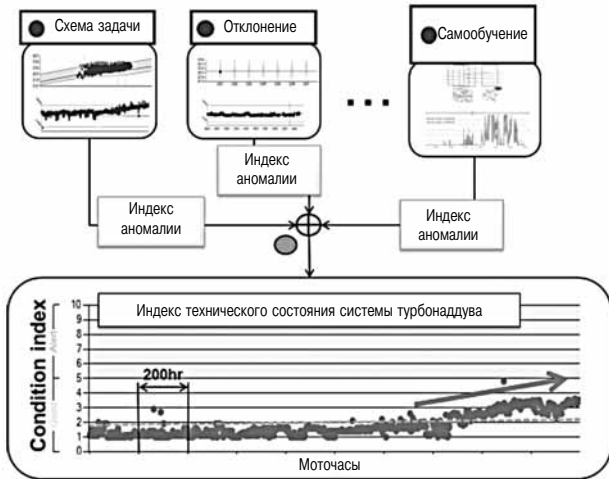 Схема задачи
Отклонение
Самообучение
Индекс
аномалии
Индекс
аномалии
Индекс
аномалии
Индекс технического состояния системы турбонаддува
Condition index
10
9
8
7
6
5
4
3
2
1
0
200hr
Моточасы